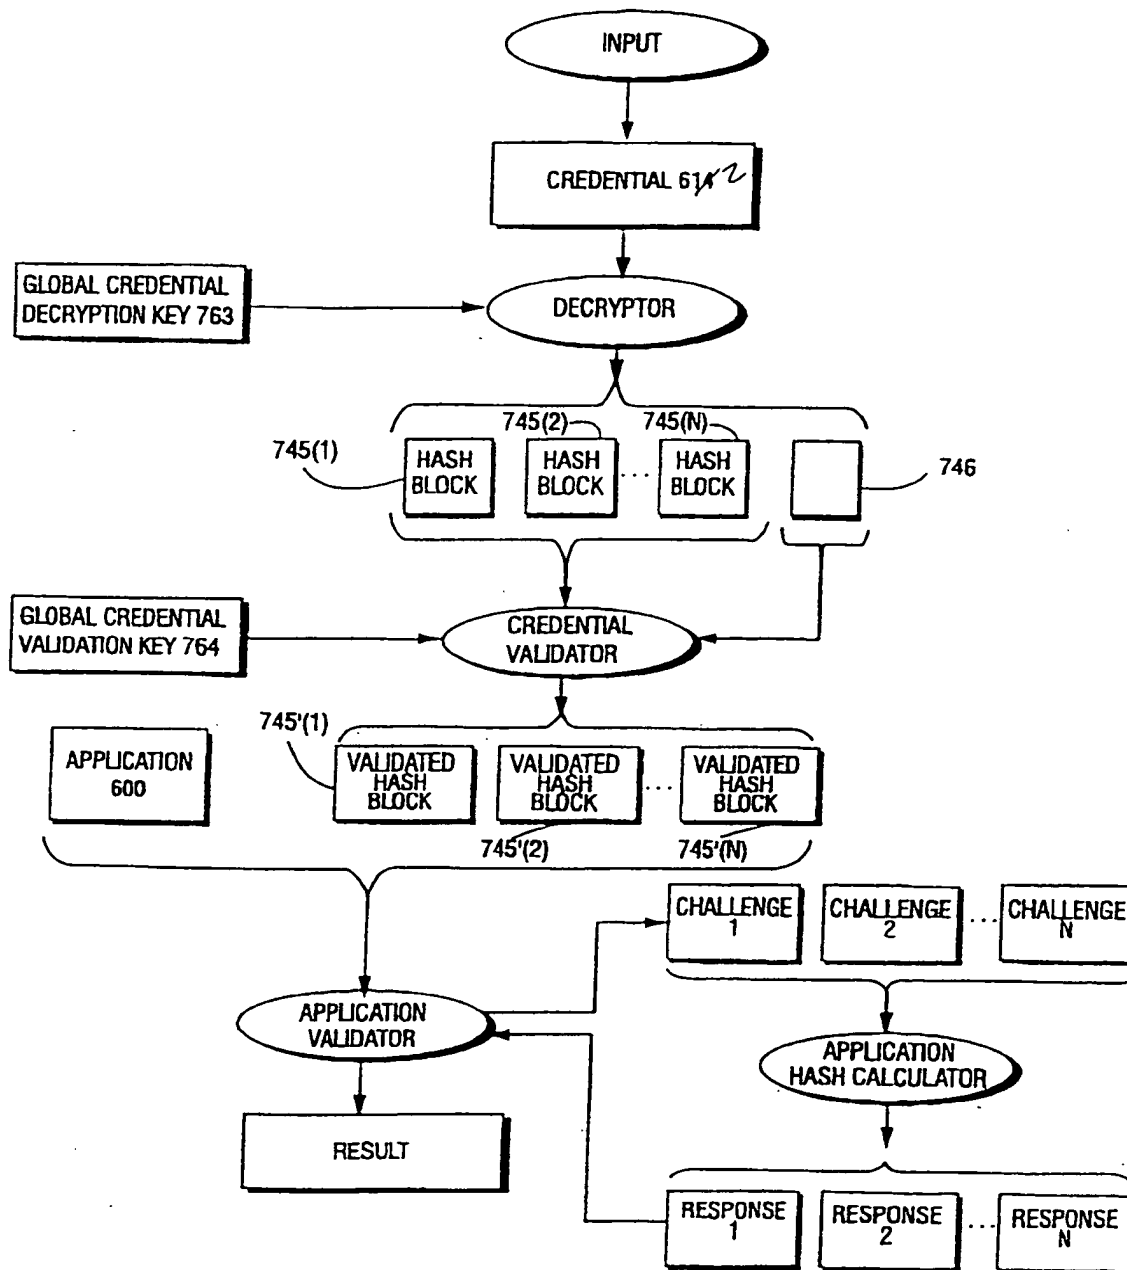 INPUT
CREDENTIAL 614 2
GLOBAL CREDENTIAL
DECRYPTION KEY 763
DECRYPTOR
745(1)
745(2)
745(N)
746
HASH
BLOCK
HASH
BLOCK
...
HASH
BLOCK
GLOBAL CREDENTIAL
VALIDATION KEY 764
CREDENTIAL
VALIDATOR
745'(1)
APPLICATION
600
VALIDATED
HASH
BLOCK
VALIDATED
HASH
BLOCK
...
VALIDATED
HASH
BLOCK
745'(2)
745'(N)
CHALLENGE
1
CHALLENGE
2
...
CHALLENGE
N
APPLICATION
VALIDATOR
APPLICATION
HASH CALCULATOR
RESULT
RESPONSE
1
RESPONSE
2
...
RESPONSE
N